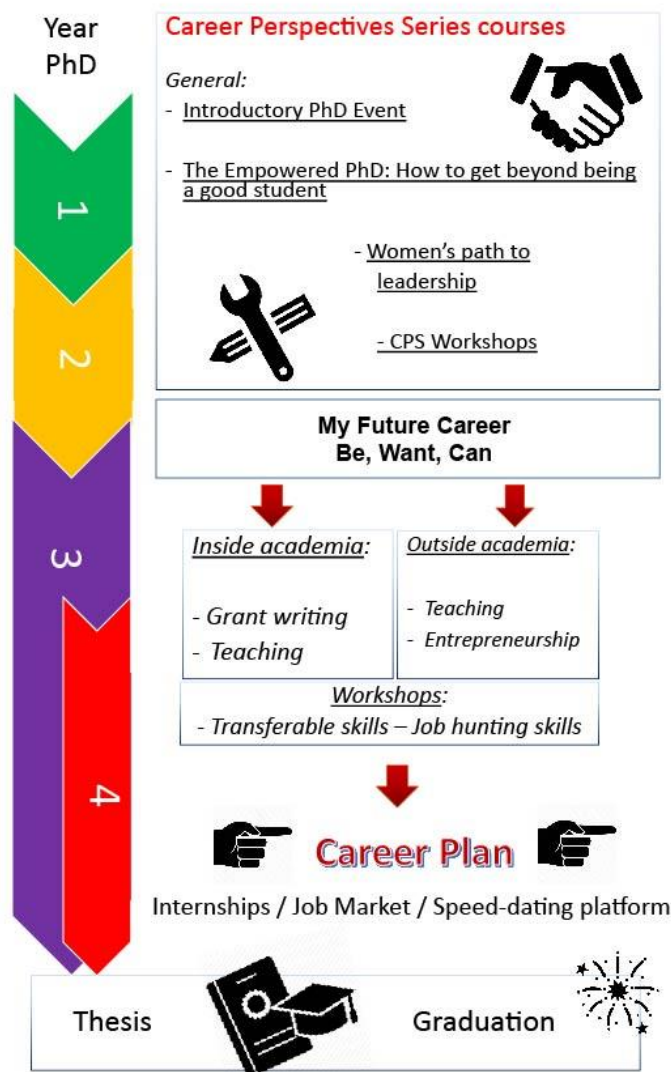 Year
PhD
Career Perspectives Series courses
General:
- Introductory PhD Event
- The Empowered PhD: How to get beyond being
a good student
- Women's path to
leadership
- CPS Workshops
1
2
3
4
My Future Career
Be, Want, Can
Inside academia:
- Grant writing
- Teaching
Outside academia:
- Teaching
- Entrepreneurship
Workshops:
- Transferable skills – Job hunting skills
Career Plan
Internships / Job Market / Speed-dating platform
Thesis
Graduation